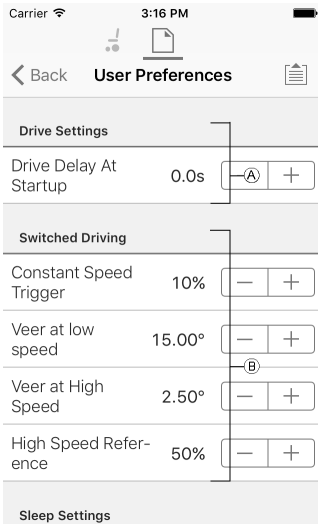 Carrier 3:16 PM
Back User Preferences
Drive Settings
Drive Delay At
Startup
0.0s − +
A
Switched Driving
Constant Speed
Trigger
10% − +
Veer at low
speed
15.00° − +
B
Veer at High
Speed
2.50° − +
High Speed Refer-
ence
50% − +
Sleep Settings